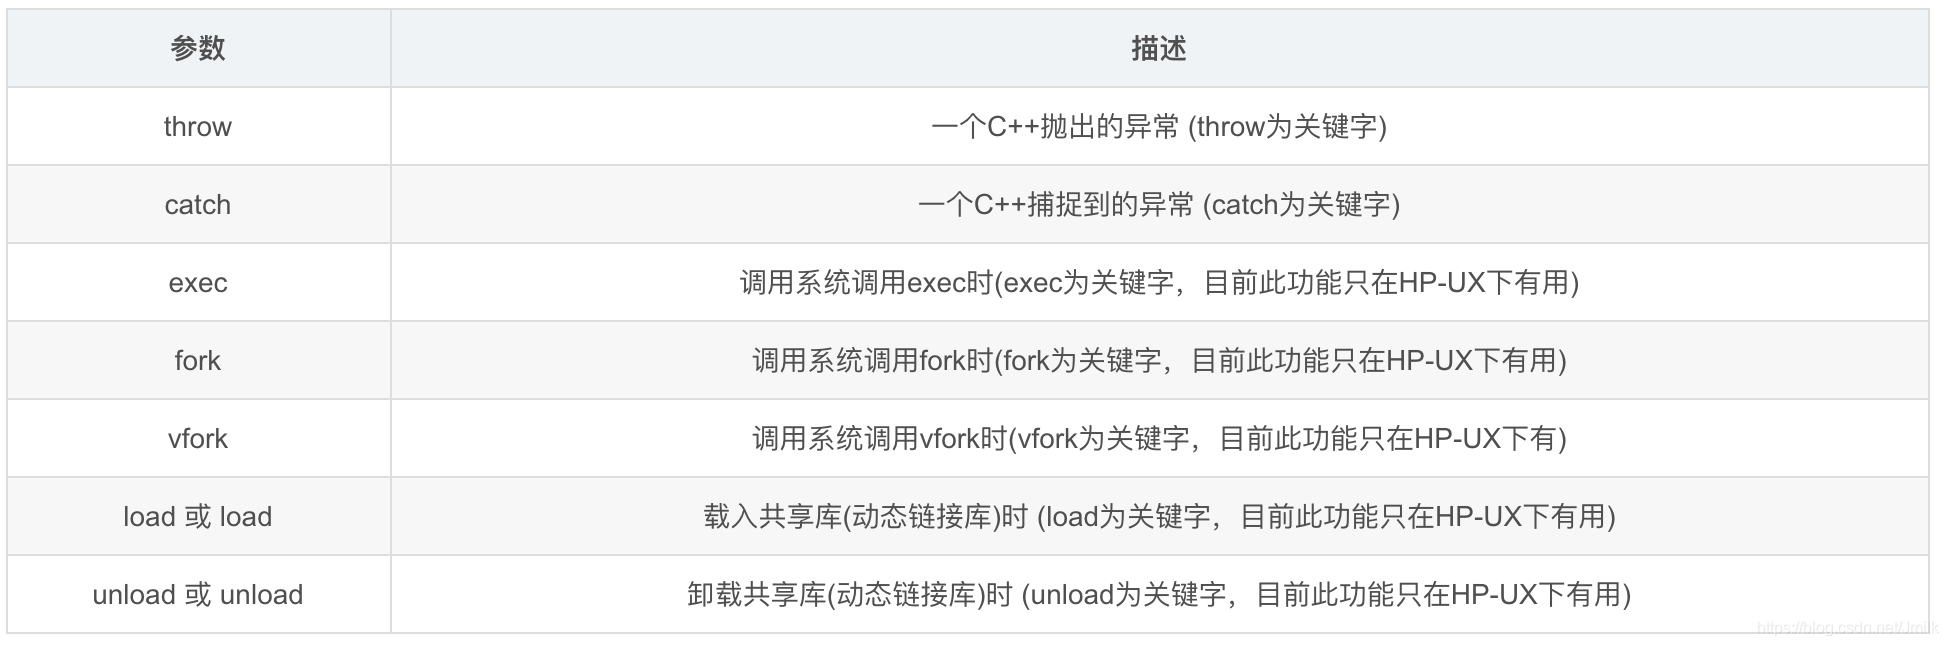 参数 描述
throw 一个C++抛出的异常 (throw为关键字)
catch 一个C++捕捉到的异常 (catch为关键字)
exec 调用系统调用exec时(exec为关键字，目前此功能只在HP-UX下有用)
fork 调用系统调用fork时(fork为关键字，目前此功能只在HP-UX下有用)
vfork 调用系统调用vfork时(vfork为关键字，目前此功能只在HP-UX下有)
load 或 load 载入共享库(动态链接库)时 (load为关键字，目前此功能只在HP-UX下有用)
unload 或 unload 卸载共享库(动态链接库)时 (unload为关键字，目前此功能只在HP-UX下有用)
https://blog.csdn.net/Jmilk